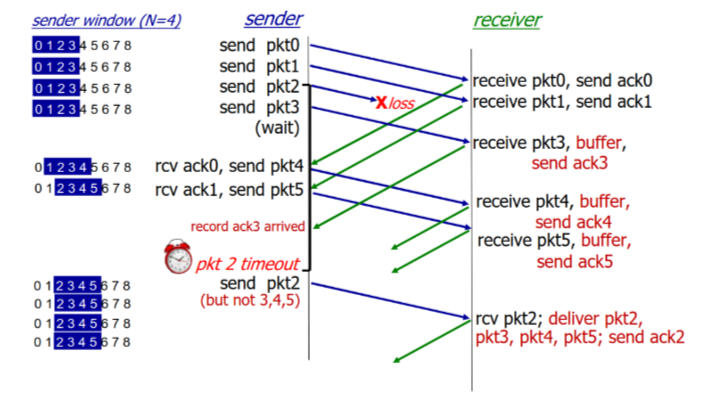 sender window (N=4) sender receiver
0 1 2 3 4 5 6 7 8 send pkt0
0 1 2 3 4 5 6 7 8 send pkt1
receive pkt0, send ack0
0 1 2 3 4 5 6 7 8 send pkt2
X loss
receive pkt1, send ack1
0 1 2 3 4 5 6 7 8 send pkt3
(wait)
receive pkt3, buffer,
send ack3
0 1 2 3 4 5 6 7 8 rcv ack0, send pkt4
0 1 2 3 4 5 6 7 8 rcv ack1, send pkt5
receive pkt4, buffer,
send ack4
record ack3 arrived
receive pkt5, buffer,
send ack5
pkt 2 timeout
0 1 2 3 4 5 6 7 8 send pkt2
0 1 2 3 4 5 6 7 8 (but not 3,4,5)
0 1 2 3 4 5 6 7 8 rcv pkt2; deliver pkt2,
0 1 2 3 4 5 6 7 8 pkt3, pkt4, pkt5; send ack2